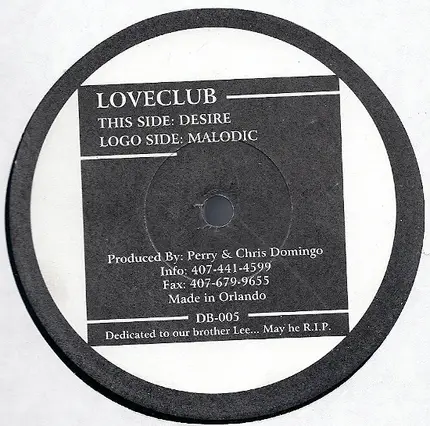 LOVECLUB
THIS SIDE: DESIRE
LOGO SIDE: MALODIC
Produced By: Perry & Chris Domingo
Info: 407-441-4599
Fax: 407-679-9655
Made in Orlando
DB-005
Dedicated to our brother Lee... May he R.I.P.